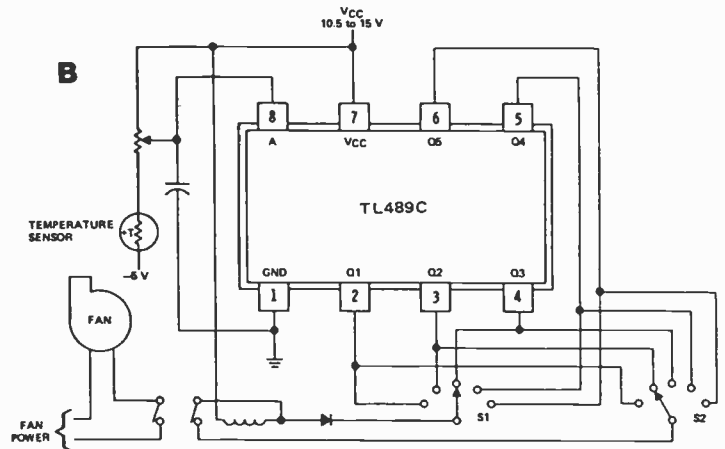 VCC
10.5 to 15 V
B
8
7
6
5
A
VCC
Q5
Q4
TL489C
TEMPERATURE
SENSOR
+T
−5 V
GND
Q1
Q2
Q3
1
2
3
4
FAN
S1
S2
FAN
POWER